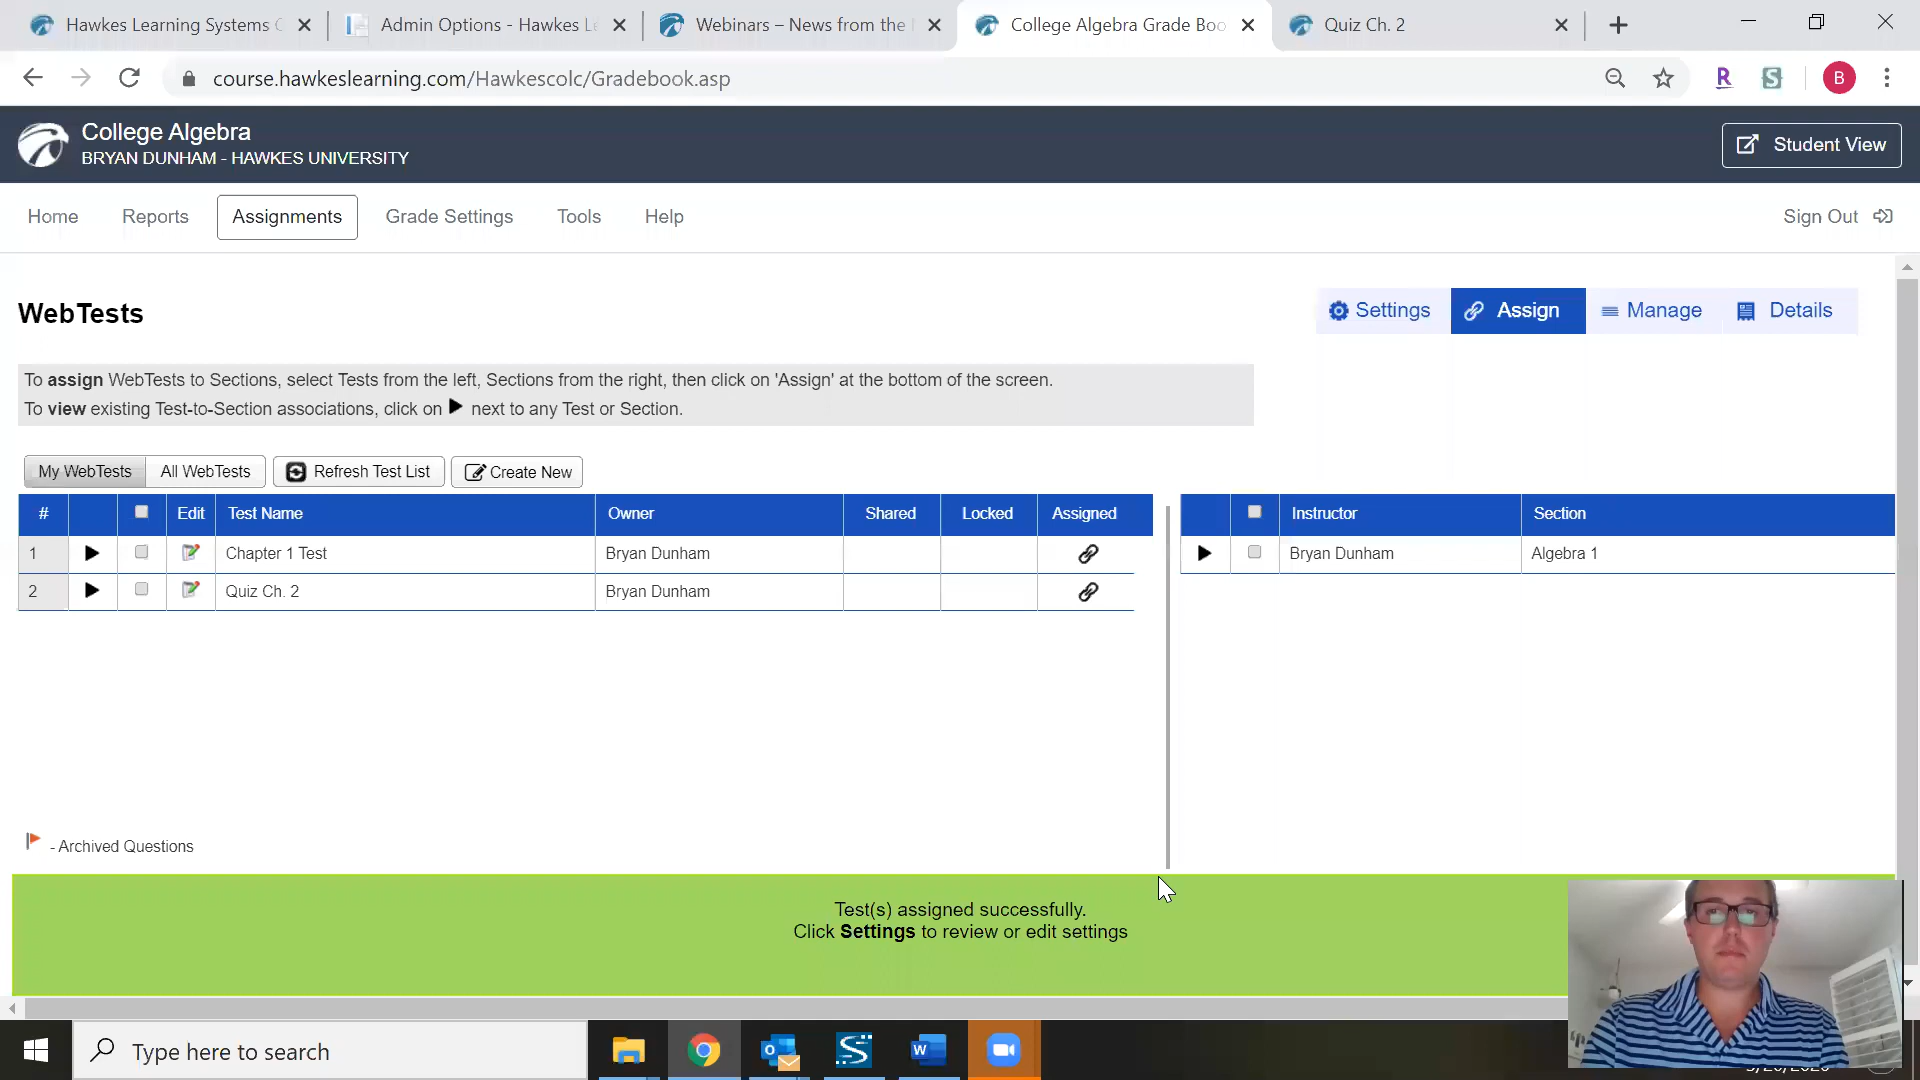 Hawkes Learning Systems C
Admin Options - Hawkes Le
Webinars – News from the
College Algebra Grade Boo
Quiz Ch. 2
course.hawkeslearning.com/Hawkescolc/Gradebook.asp
R
S
B
College Algebra
BRYAN DUNHAM - HAWKES UNIVERSITY
Student View
Home
Reports
Assignments
Grade Settings
Tools
Help
Sign Out
WebTests
Settings
Assign
Manage
Details
To assign WebTests to Sections, select Tests from the left, Sections from the right, then click on 'Assign' at the bottom of the screen.
To view existing Test-to-Section associations, click on ▶ next to any Test or Section.
My WebTests
All WebTests
Refresh Test List
Create New
# Edit Test Name Owner Shared Locked Assigned
Instructor Section
1 Chapter 1 Test Bryan Dunham
Bryan Dunham Algebra 1
2 Quiz Ch. 2 Bryan Dunham
- Archived Questions
Test(s) assigned successfully.
Click Settings to review or edit settings
Type here to search